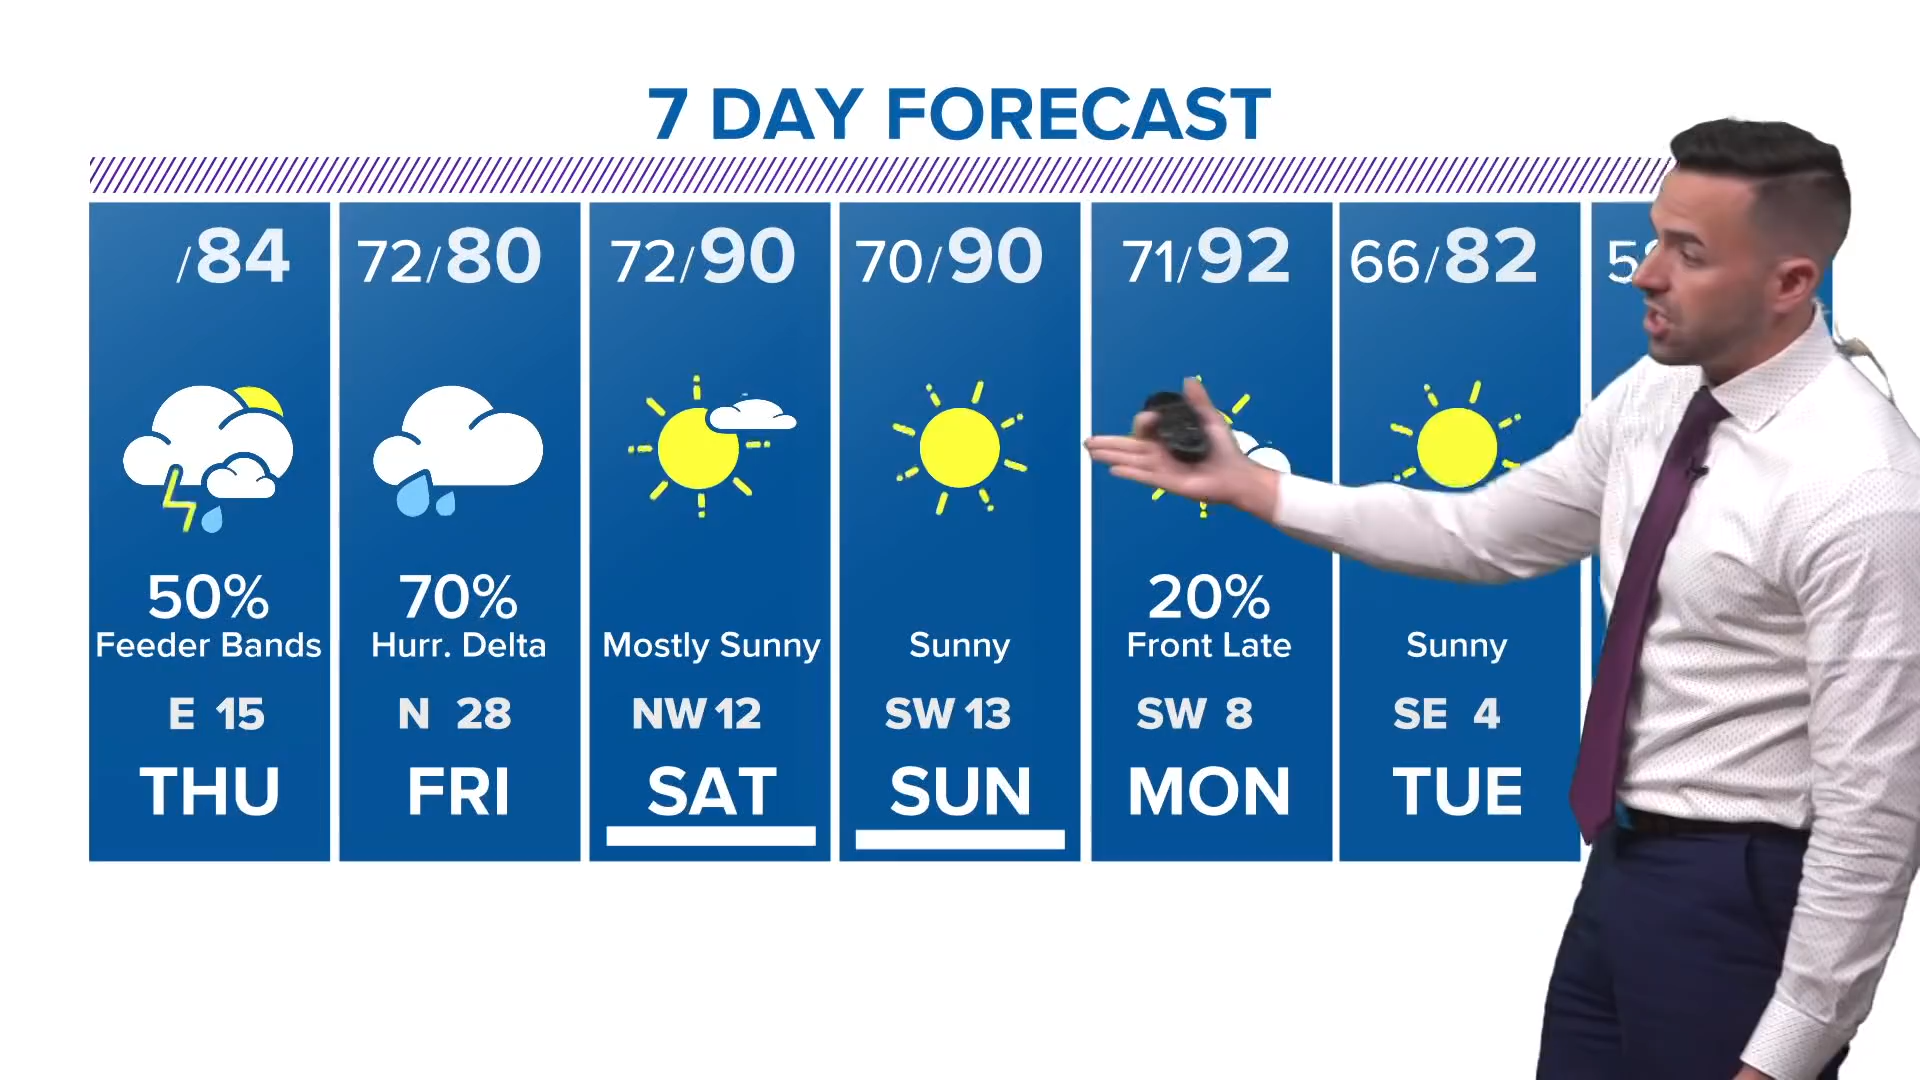 7 DAY FORECAST
/84
50%
Feeder Bands
E 15
THU
72/80
70%
Hurr. Delta
N 28
FRI
72/90
Mostly Sunny
NW 12
SAT
70/90
Sunny
SW 13
SUN
71/92
20%
Front Late
SW 8
MON
66/82
Sunny
SE 4
TUE